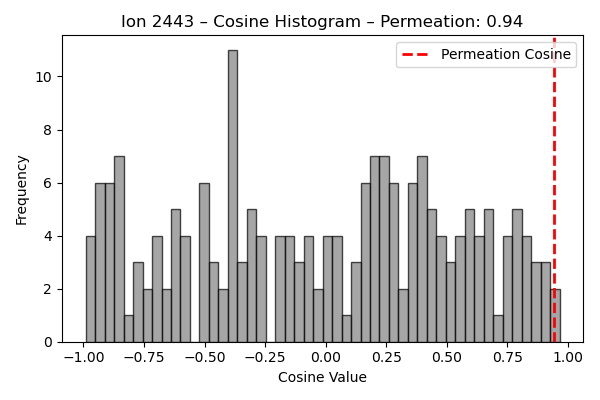 Ion 2443 – Cosine Histogram – Permeation: 0.94
Permeation Cosine
Frequency
10
8
6
4
2
0
−1.00 −0.75 −0.50 −0.25 0.00 0.25 0.50 0.75 1.00
Cosine Value